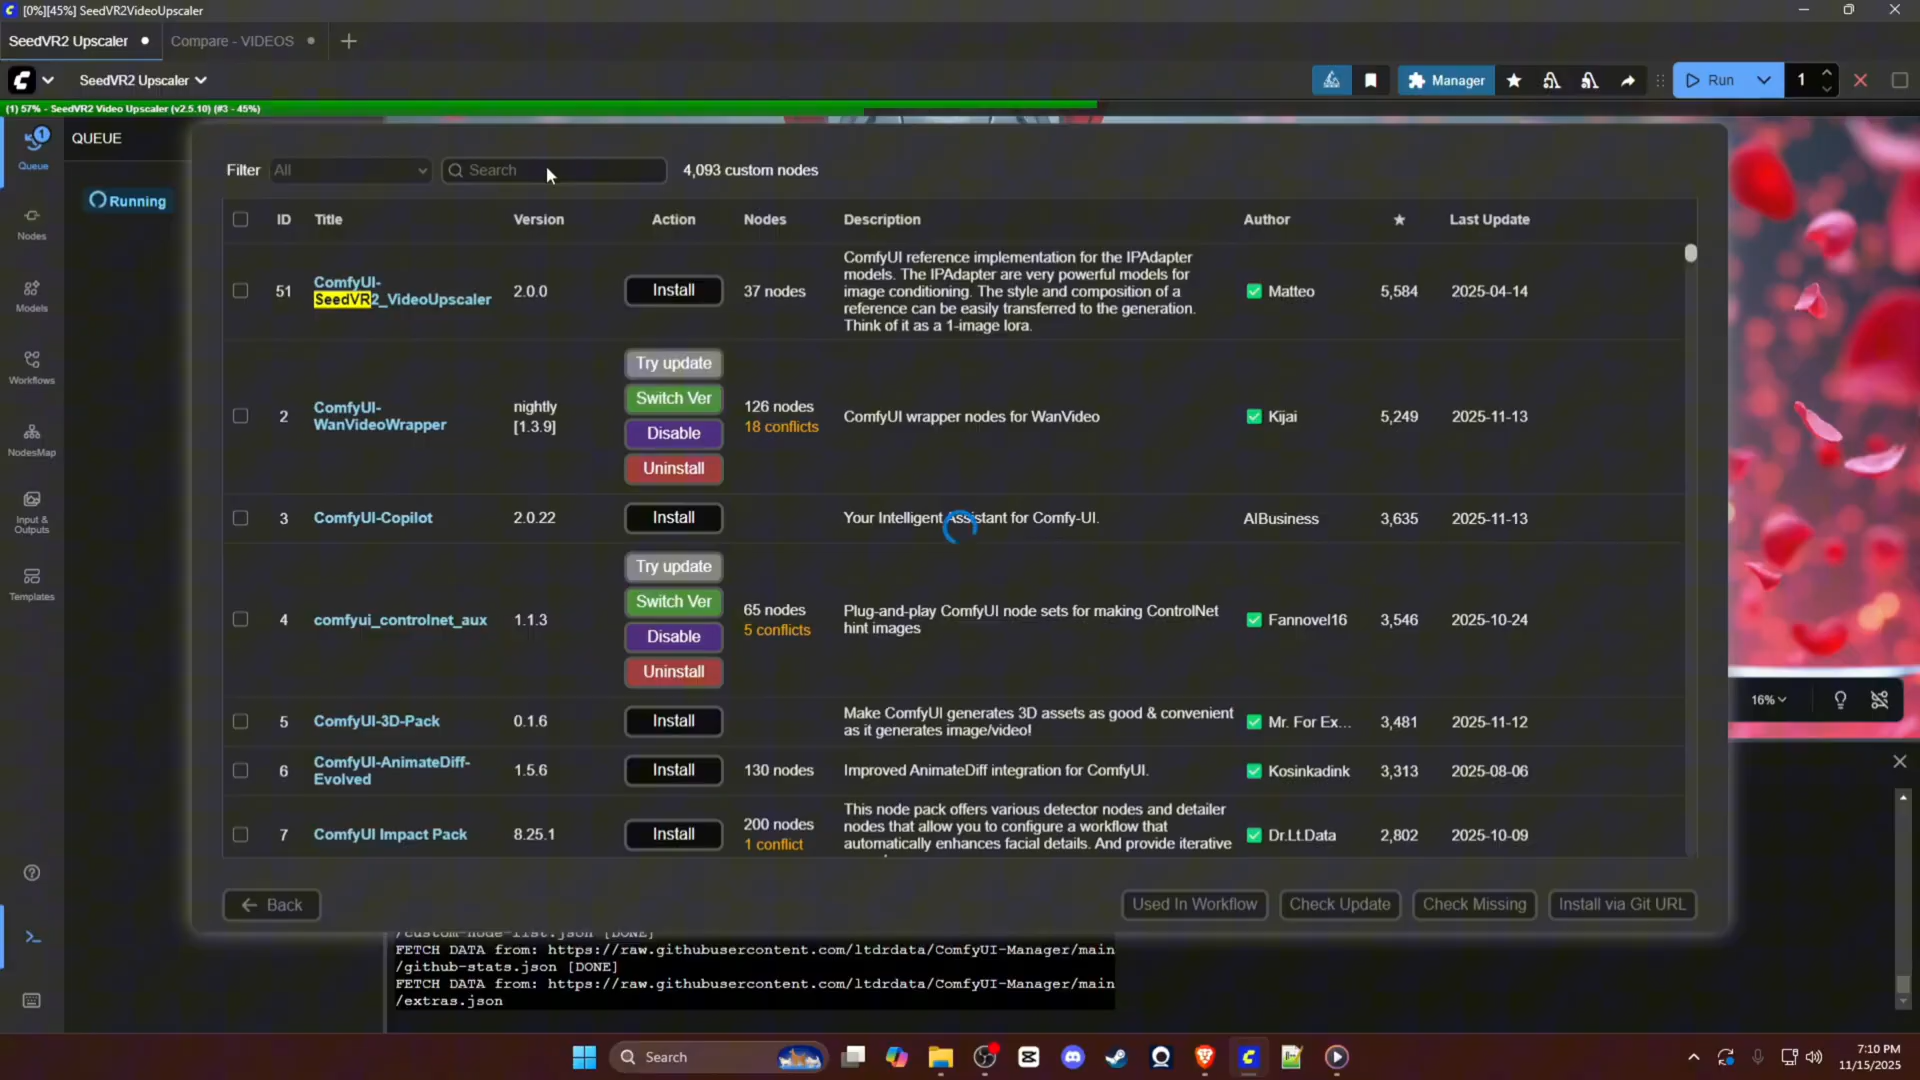 [0%][45%] SeedVR2VideoUpscaler
SeedVR2 Upscaler
Compare - VIDEOS
SeedVR2 Upscaler
Manager
Run
1
(1) 57% - SeedVR2 Video Upscaler (v2.5.10) (#3 - 45%)
1
Queue
QUEUE
Running
Nodes
Models
Workflows
NodesMap
Input &
Outputs
Templates
Filter All Search 4,093 custom nodes
ID Title Version Action Nodes Description Author ★ Last Update
51
ComfyUI-
SeedVR2_VideoUpscaler
2.0.0
Install
37 nodes
ComfyUI reference implementation for the IPAdapter
models. The IPAdapter are very powerful models for
image conditioning. The style and composition of a
reference can be easily transferred to the generation.
Think of it as a 1-image lora.
Matteo
5,584
2025-04-14
2
ComfyUI-
WanVideoWrapper
nightly
[1.3.9]
Try update
Switch Ver
Disable
Uninstall
126 nodes
18 conflicts
ComfyUI wrapper nodes for WanVideo
Kijai
5,249
2025-11-13
3
ComfyUI-Copilot
2.0.22
Install
Your Intelligent Assistant for Comfy-UI.
AIBusiness
3,635
2025-11-13
4
comfyui_controlnet_aux
1.1.3
Try update
Switch Ver
Disable
Uninstall
65 nodes
5 conflicts
Plug-and-play ComfyUI node sets for making ControlNet
hint images
Fannovel16
3,546
2025-10-24
5
ComfyUI-3D-Pack
0.1.6
Install
Make ComfyUI generates 3D assets as good & convenient
as it generates image/video!
Mr. For Ex...
3,481
2025-11-12
6
ComfyUI-AnimateDiff-
Evolved
1.5.6
Install
130 nodes
Improved AnimateDiff integration for ComfyUI.
Kosinkadink
3,313
2025-08-06
7
ComfyUI Impact Pack
8.25.1
Install
200 nodes
1 conflict
This node pack offers various detector nodes and detailer
nodes that allow you to configure a workflow that
automatically enhances facial details. And provide iterative
Dr.Lt.Data
2,802
2025-10-09
16%
Back
Used In Workflow
Check Update
Check Missing
Install via Git URL
/custom-node-list.json [DONE]
FETCH DATA from: https://raw.githubusercontent.com/ltdrdata/ComfyUI-Manager/main
/github-stats.json [DONE]
FETCH DATA from: https://raw.githubusercontent.com/ltdrdata/ComfyUI-Manager/main
/extras.json
Search
7:10 PM
11/15/2025